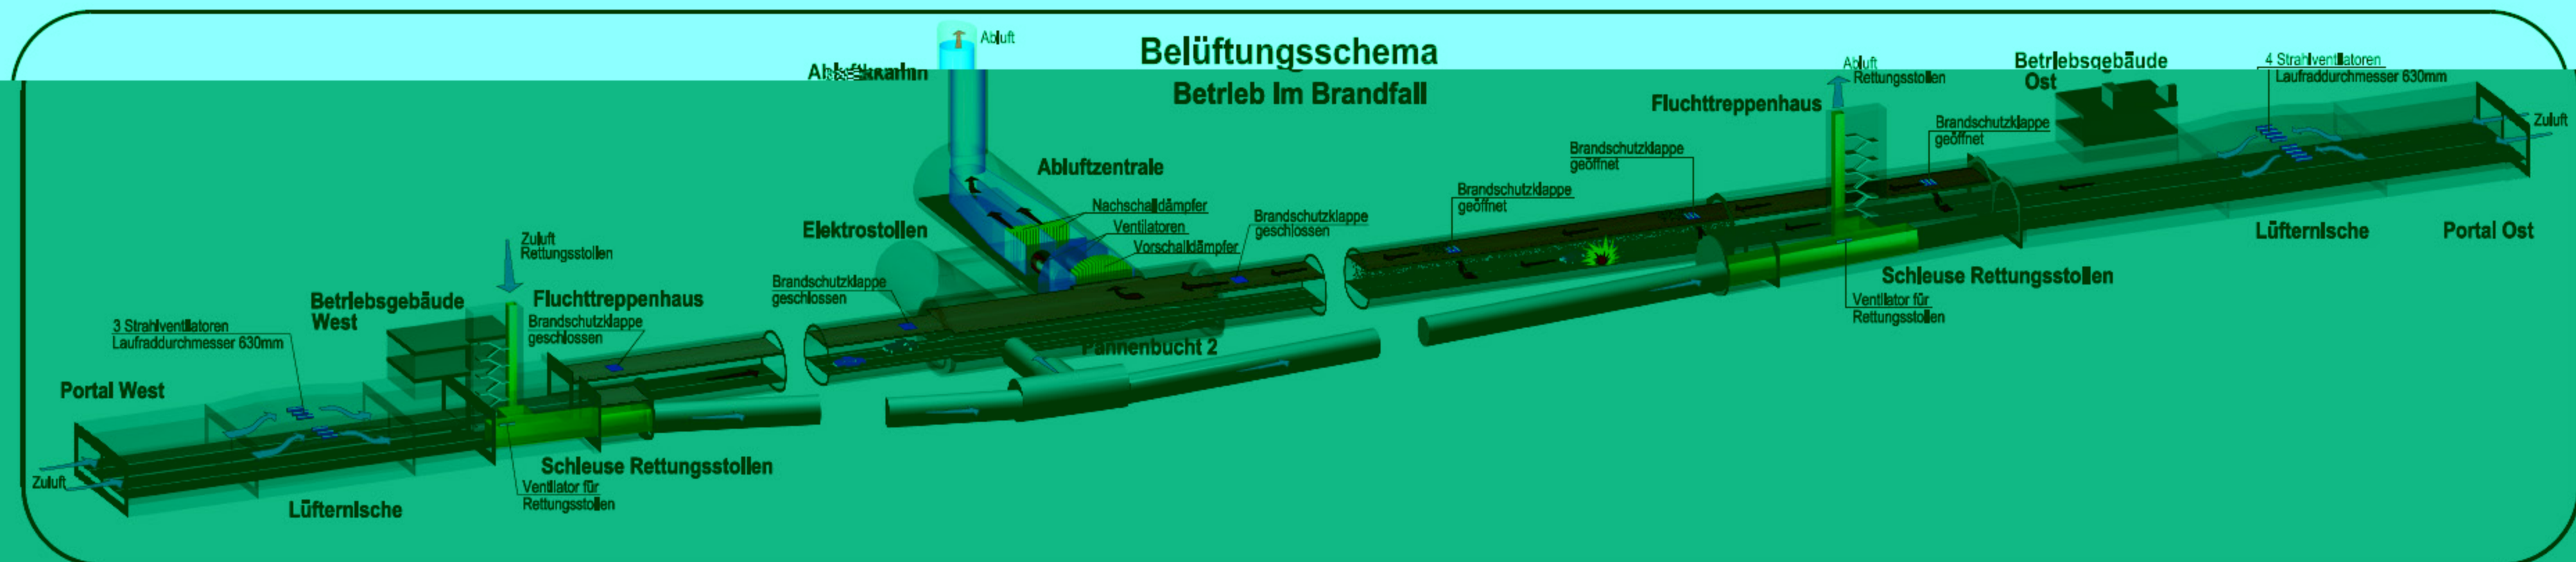 Belüftungsschema
Betrieb im Brandfall
Abluft
Abluftzentrale
Nachschalldämpfer
Ventilatoren
Vorschalldämpfer
Elektrostollen
Brandschutzklappe
geschlossen
Brandschutzklappe
geschlossen
Pannenbucht 2
Zuluft
Rettungsstollen
Betriebsgebäude
West
Fluchttreppenhaus
Brandschutzklappe
geschlossen
3 Strahlventilatoren
Laufraddurchmesser 630mm
Portal West
Zuluft
Lüfternische
Schleuse Rettungsstollen
Ventilator für
Rettungsstollen
Brandschutzklappe
geöffnet
Brandschutzklappe
geöffnet
Fluchttreppenhaus
Abluft
Rettungsstollen
Brandschutzklappe
geöffnet
Betriebsgebäude
Ost
4 Strahlventilatoren
Laufraddurchmesser 630mm
Zuluft
Lüfternische
Portal Ost
Schleuse Rettungsstollen
Ventilator für
Rettungsstollen